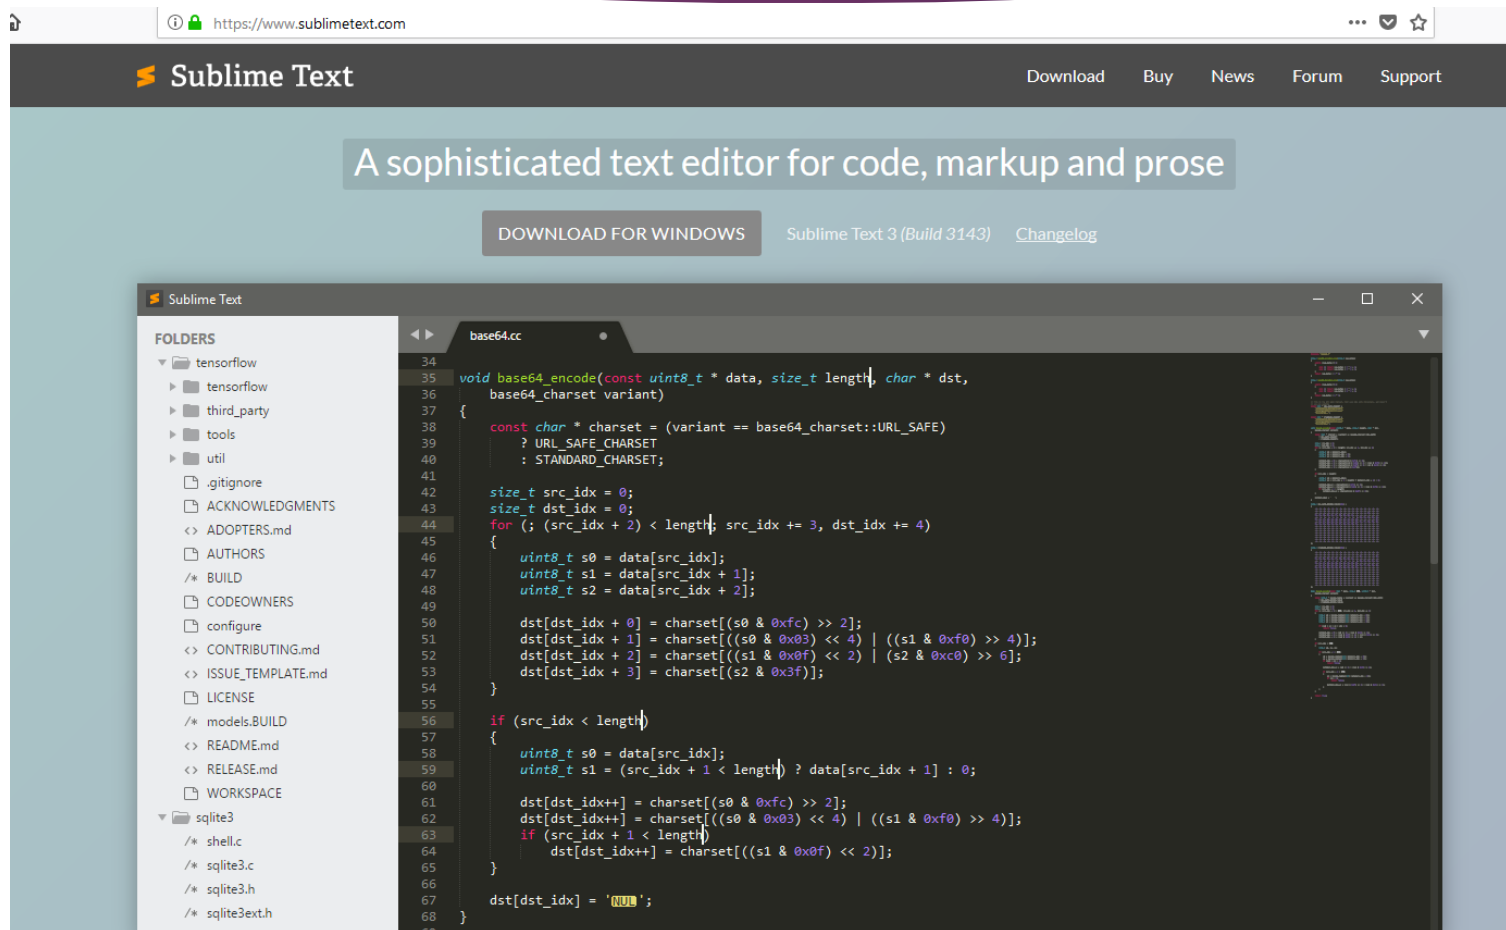 https://www.sublimetext.com
Sublime Text
Download Buy News Forum Support
A sophisticated text editor for code, markup and prose
DOWNLOAD FOR WINDOWS Sublime Text 3 (Build 3143) Changelog
Sublime Text
FOLDERS
tensorflow
tensorflow
third_party
tools
util
.gitignore
ACKNOWLEDGMENTS
<> ADOPTERS.md
AUTHORS
/* BUILD
CODEOWNERS
configure
<> CONTRIBUTING.md
<> ISSUE_TEMPLATE.md
LICENSE
/* models.BUILD
<> README.md
<> RELEASE.md
WORKSPACE
sqlite3
/* shell.c
/* sqlite3.c
/* sqlite3.h
/* sqlite3ext.h
base64.cc
34
35 void base64_encode(const uint8_t * data, size_t length, char * dst,
36     base64_charset variant)
37 {
38     const char * charset = (variant == base64_charset::URL_SAFE)
39         ? URL_SAFE_CHARSET
40         : STANDARD_CHARSET;
41
42     size_t src_idx = 0;
43     size_t dst_idx = 0;
44     for (; (src_idx + 2) < length; src_idx += 3, dst_idx += 4)
45     {
46         uint8_t s0 = data[src_idx];
47         uint8_t s1 = data[src_idx + 1];
48         uint8_t s2 = data[src_idx + 2];
49
50         dst[dst_idx + 0] = charset[(s0 & 0xfc) >> 2];
51         dst[dst_idx + 1] = charset[((s0 & 0x03) << 4) | ((s1 & 0xf0) >> 4)];
52         dst[dst_idx + 2] = charset[((s1 & 0x0f) << 2) | (s2 & 0xc0) >> 6];
53         dst[dst_idx + 3] = charset[(s2 & 0x3f)];
54     }
55
56     if (src_idx < length)
57     {
58         uint8_t s0 = data[src_idx];
59         uint8_t s1 = (src_idx + 1 < length) ? data[src_idx + 1] : 0;
60
61         dst[dst_idx++] = charset[(s0 & 0xfc) >> 2];
62         dst[dst_idx++] = charset[((s0 & 0x03) << 4) | ((s1 & 0xf0) >> 4)];
63         if (src_idx + 1 < length)
64             dst[dst_idx++] = charset[((s1 & 0x0f) << 2)];
65     }
66
67     dst[dst_idx] = 'NUL';
68 }